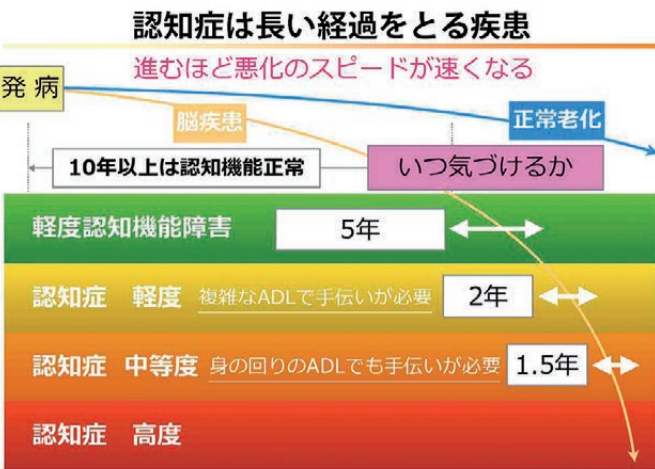 認知症は長い経過をとる疾患
進むほど悪化のスピードが速くなる
発病
脳疾患
正常老化
10年以上は認知機能正常
いつ気づけるか
軽度認知機能障害
5年
認知症 軽度 複雑なADLで手伝いが必要
2年
認知症 中等度 身の回りのADLでも手伝いが必要
1.5年
認知症 高度